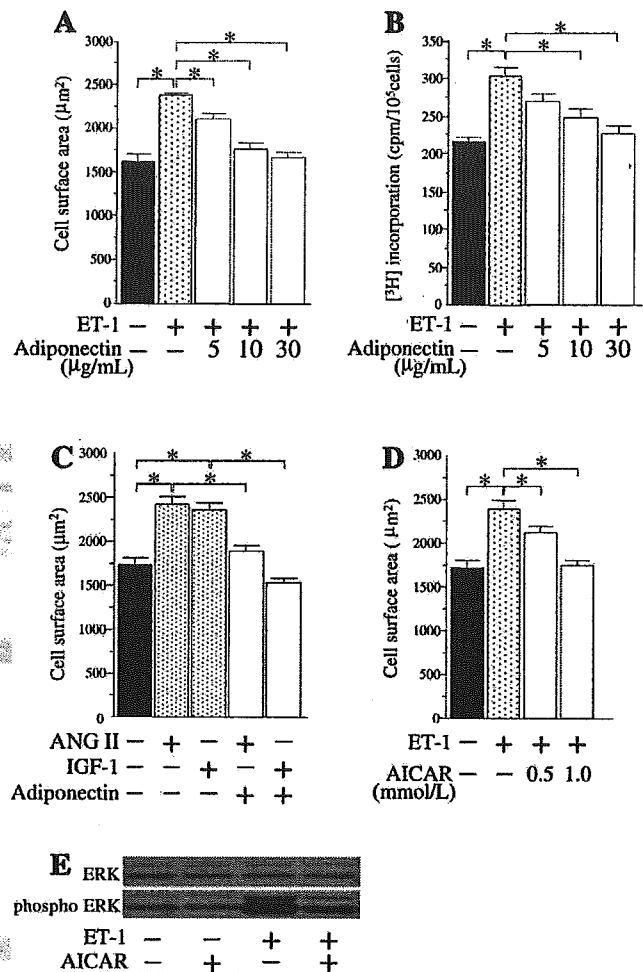 A
Cell surface area (μm²)
3000
2500
2000
1500
1000
500
0
* * *
*
*
ET-1 — + + + +
Adiponectin — — 5 10 30
(μg/mL)
B
[³H] incorporation (cpm/10⁵cells)
350
300
250
200
150
100
50
0
* *
*
ET-1 — + + + +
Adiponectin — — 5 10 30
(μg/mL)
C
Cell surface area (μm²)
3000
2500
2000
1500
1000
500
0
* *
* *
ANG II — + — + —
IGF-1 — — + — +
Adiponectin — — — + +
D
Cell surface area ( μm²)
3000
2500
2000
1500
1000
500
0
*
* *
ET-1 — + + +
AICAR — — 0.5 1.0
(mmol/L)
E
ERK
phospho ERK
ET-1 — — + +
AICAR — + — +